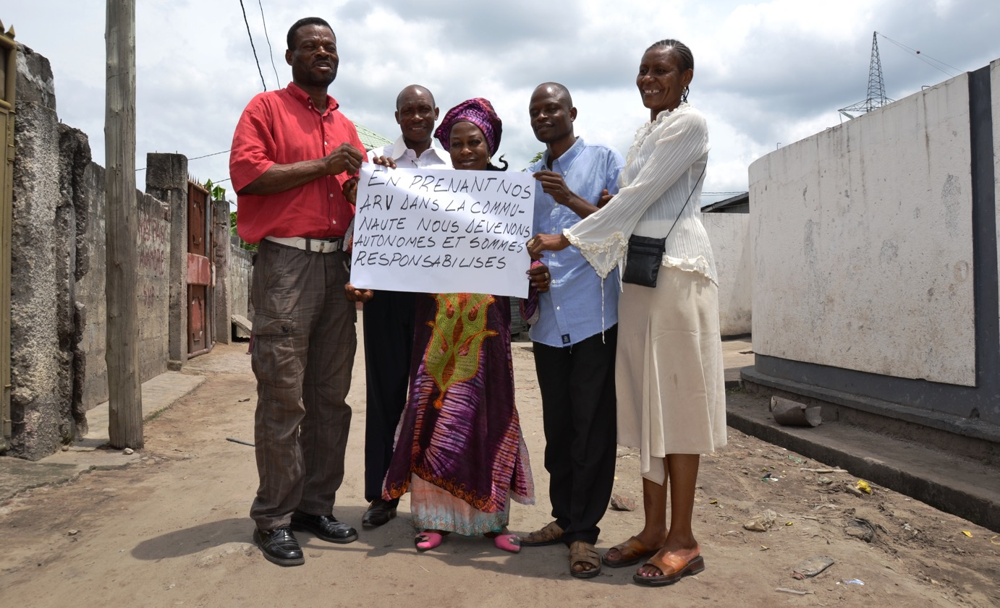 EN PRENANT NOS
ARV DANS LA COMMU-
NAUTE NOUS DEVENONS
AUTONOMES ET SOMMES
RESPONSABILISES